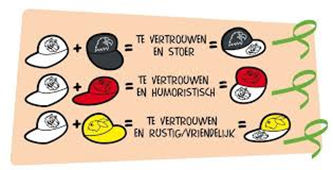 + = TE VERTROUWEN =
EN STOER
+ = TE VERTROUWEN =
EN HUMORISTISCH
+ = TE VERTROUWEN =
EN RUSTIG/VRIENDELIJK